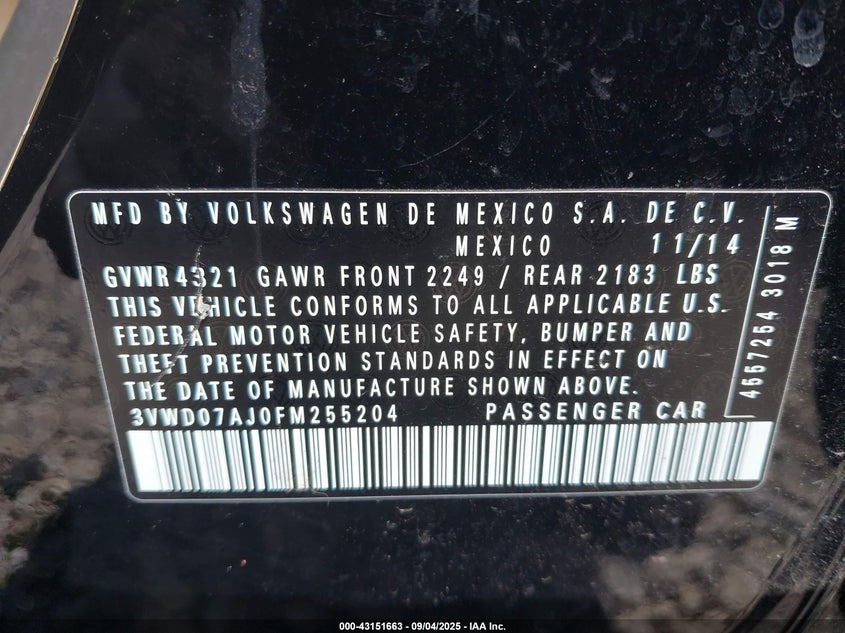 MFD BY VOLKSWAGEN DE MEXICO S.A. DE C.V.
MEXICO 11/14
GVWR 4321 GAWR FRONT 2249 / REAR 2183 LBS
THIS VEHICLE CONFORMS TO ALL APPLICABLE U.S.
FEDERAL MOTOR VEHICLE SAFETY, BUMPER AND
THEFT PREVENTION STANDARDS IN EFFECT ON
THE DATE OF MANUFACTURE SHOWN ABOVE.
3VWD07AJ0FM255204 PASSENGER CAR
4557254 3018 M
000-43151663 - 09/04/2025 - IAA Inc.